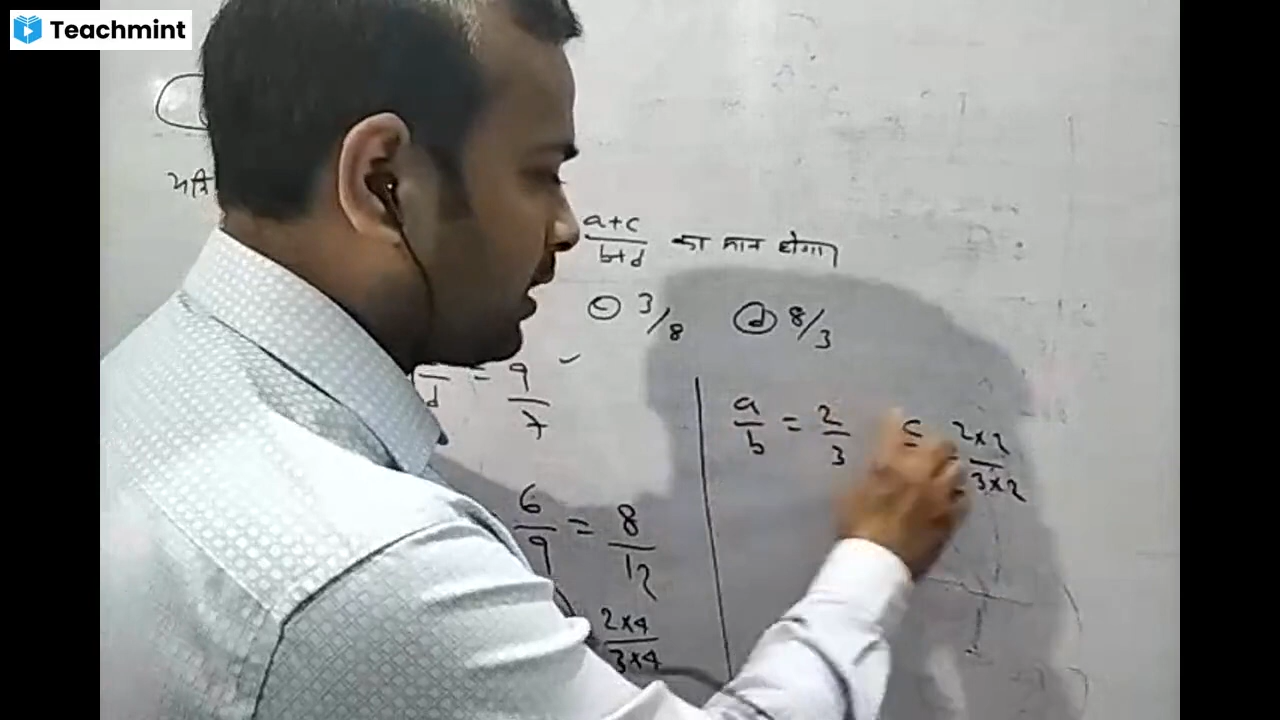 Teachmint
यदि
a+c/b+d का मान होगा।
(c) 3/8 (d) 8/3
/d = 9/7
a/b = 2/3 c = 2×2/3×2
6/9 = 8/12
2×4/3×4